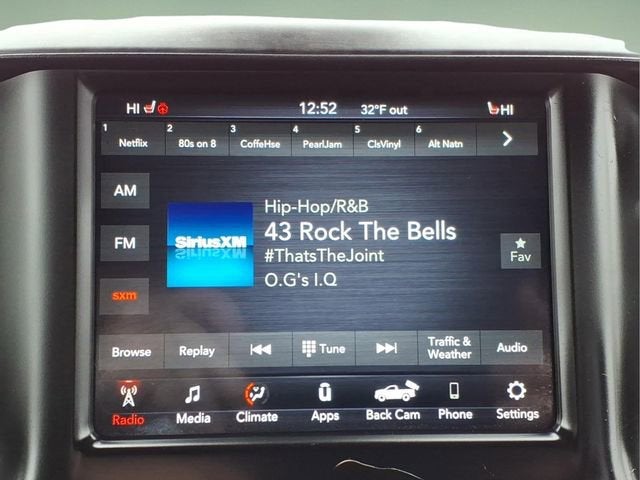 HI 12:52 32°F out HI
1 Netflix 2 80s on 8 3 CoffeHse 4 PearlJam 5 ClsVinyl 6 Alt Natn
AM
FM
sxm
SiriusXM
Hip-Hop/R&B
43 Rock The Bells
#ThatsTheJoint
O.G's I.Q
Fav
Browse Replay Tune Traffic & Weather Audio
Radio Media Climate Apps Back Cam Phone Settings